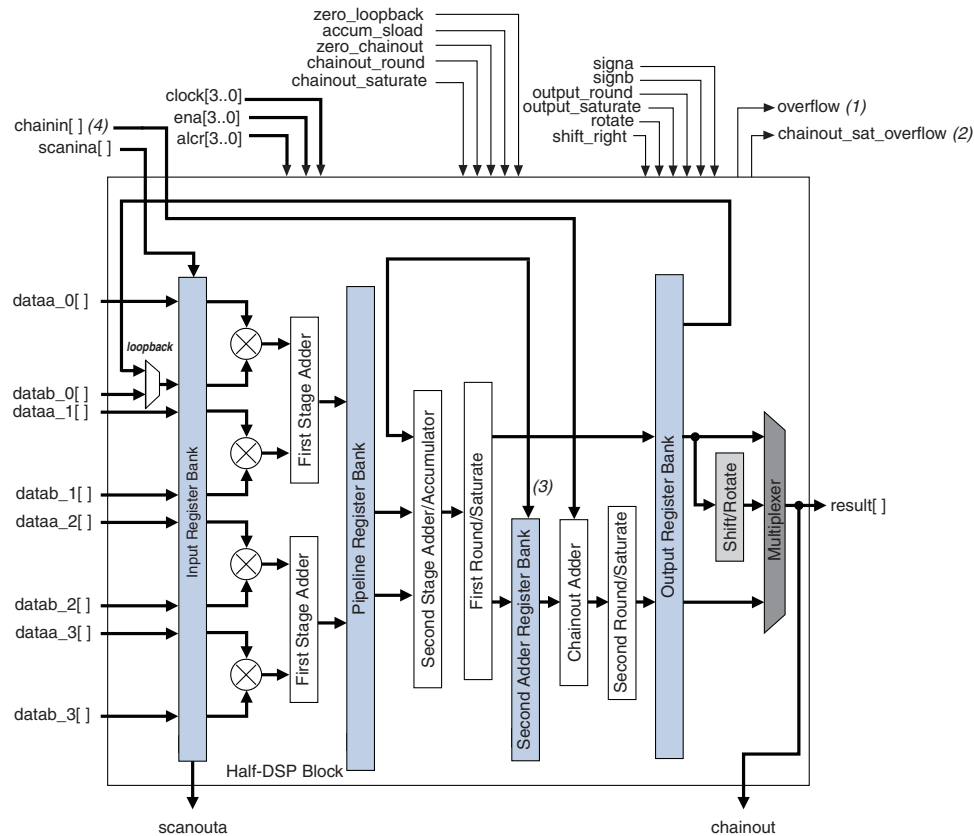 zero_loopback
accum_sload
zero_chainout
chainout_round
chainout_saturate
signa
signb
output_round
output_saturate
rotate
shift_right
clock[3..0]
ena[3..0]
alcr[3..0]
overflow (1)
chainout_sat_overflow (2)
chainin[ ] (4)
scanina[ ]
dataa_0[ ]
loopback
datab_0[ ]
dataa_1[ ]
datab_1[ ]
dataa_2[ ]
datab_2[ ]
dataa_3[ ]
datab_3[ ]
Input Register Bank
First Stage Adder
First Stage Adder
Pipeline Register Bank
Second Stage Adder/Accumulator
First Round/Saturate
(3)
Second Adder Register Bank
Chainout Adder
Second Round/Saturate
Output Register Bank
Shift/Rotate
Multiplexer
result[ ]
Half-DSP Block
scanouta
chainout